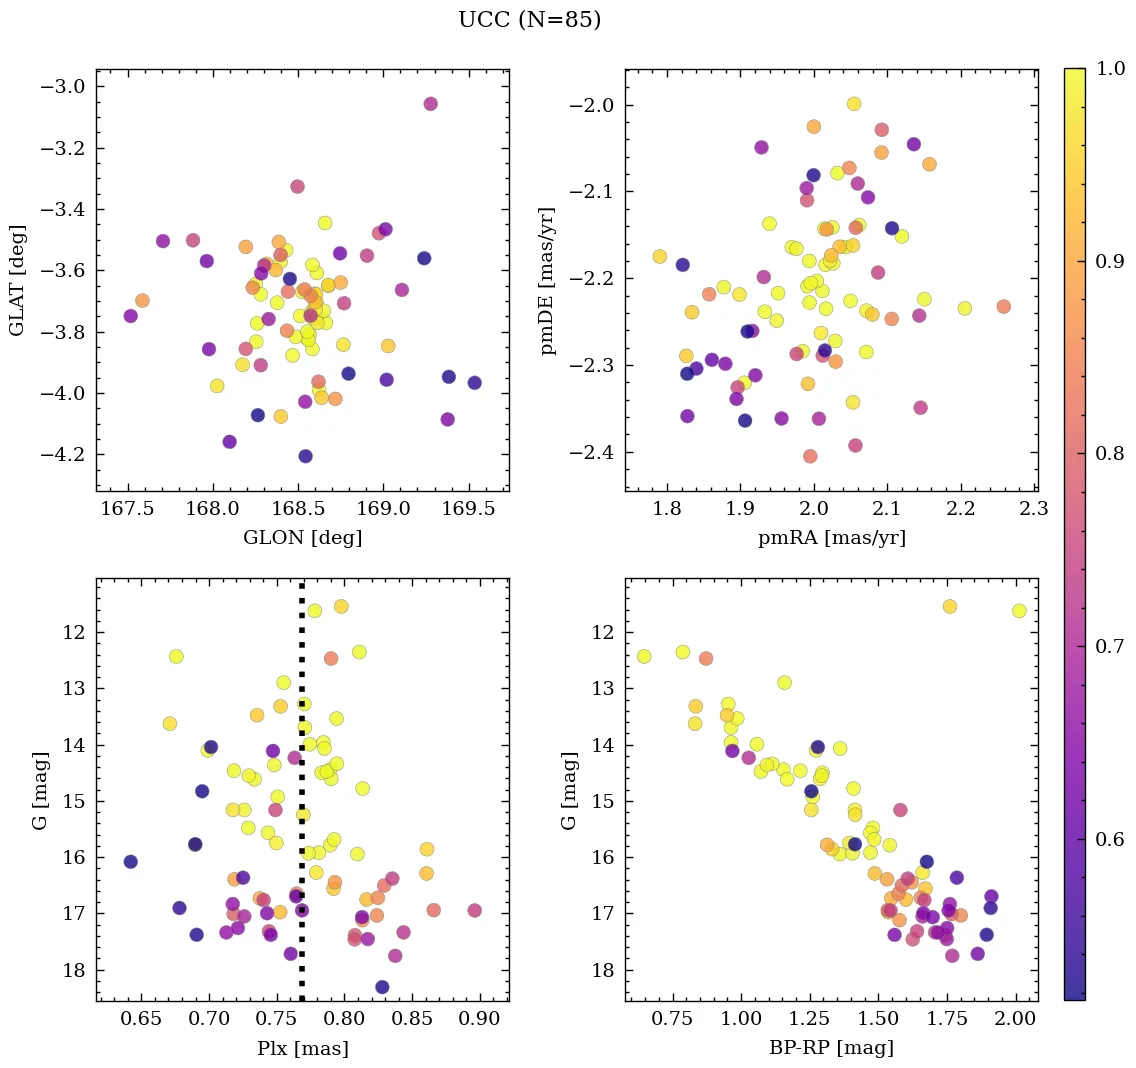 UCC (N=85)
−3.0
−3.2
−3.4
−3.6
−3.8
−4.0
−4.2
GLAT [deg]
167.5 168.0 168.5 169.0 169.5
GLON [deg]
−2.0
−2.1
−2.2
−2.3
−2.4
pmDE [mas/yr]
1.8 1.9 2.0 2.1 2.2 2.3
pmRA [mas/yr]
12
13
14
15
16
17
18
G [mag]
0.65 0.70 0.75 0.80 0.85 0.90
Plx [mas]
12
13
14
15
16
17
18
G [mag]
0.75 1.00 1.25 1.50 1.75 2.00
BP-RP [mag]
1.0
0.9
0.8
0.7
0.6